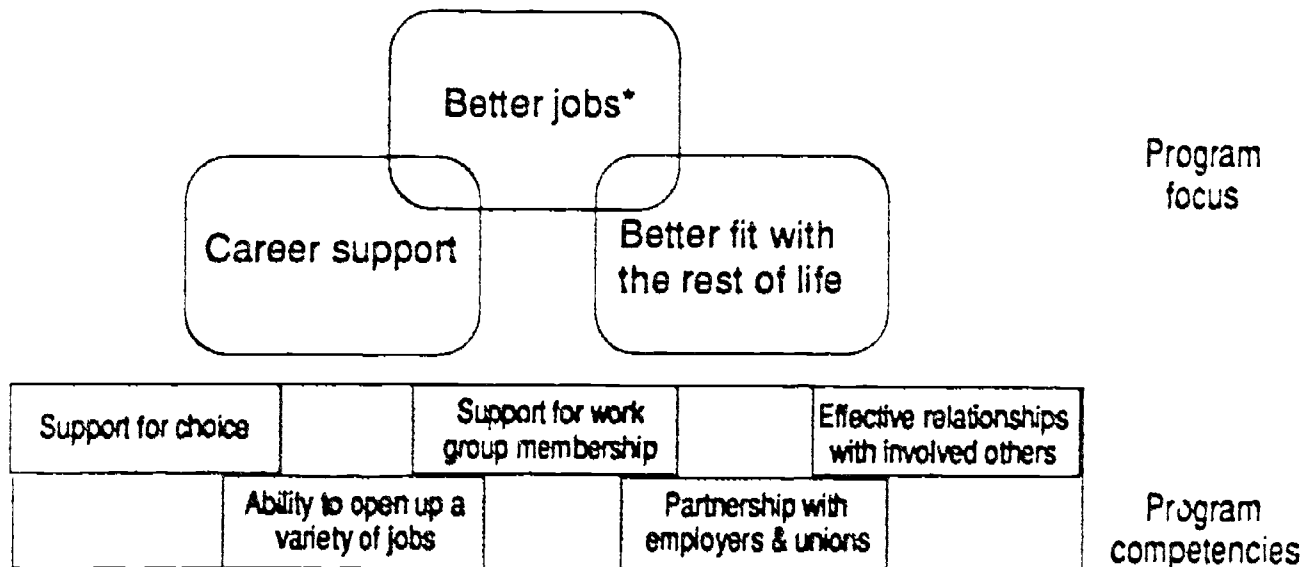 Better jobs*
Program
focus
Career support
Better fit with
the rest of life
Support for choice
Support for work
group membership
Effective relationships
with involved others
Ability to open up a
variety of jobs
Partnership with
employers & unions
Program
competencies